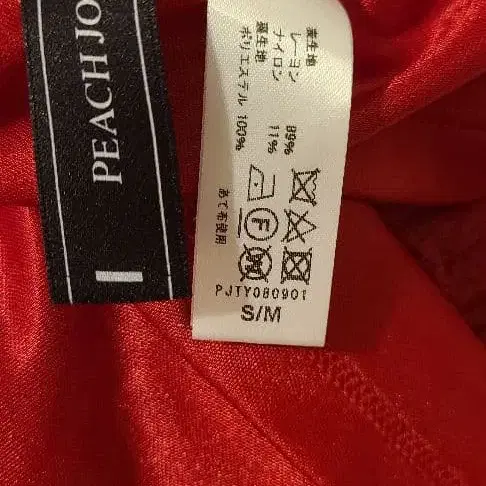 PEACH JO
表生地
レーヨン 89%
ナイロン 11%
裏生地
ポリエステル 100%
あて布使用
PJTY080901
S/M